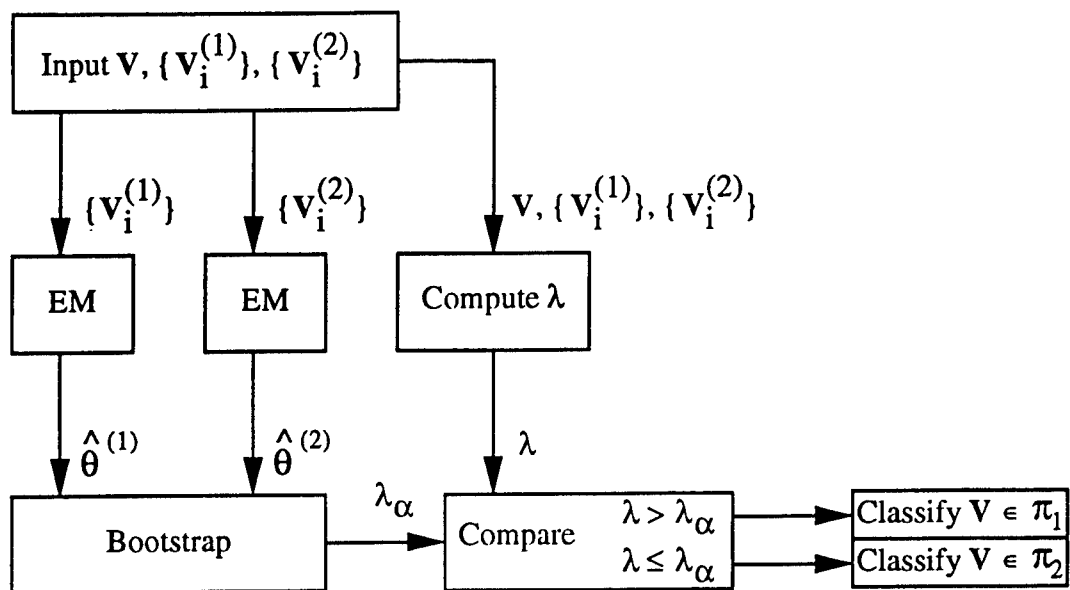 Input V, { V_i^(1) }, { V_i^(2) }
{ V_i^(1) }
{ V_i^(2) }
V, { V_i^(1) }, { V_i^(2) }
EM
EM
Compute λ
θ̂^(1)
θ̂^(2)
λ
Bootstrap
λ_α
Compare
λ > λ_α
λ ≤ λ_α
Classify V ∈ π_1
Classify V ∈ π_2